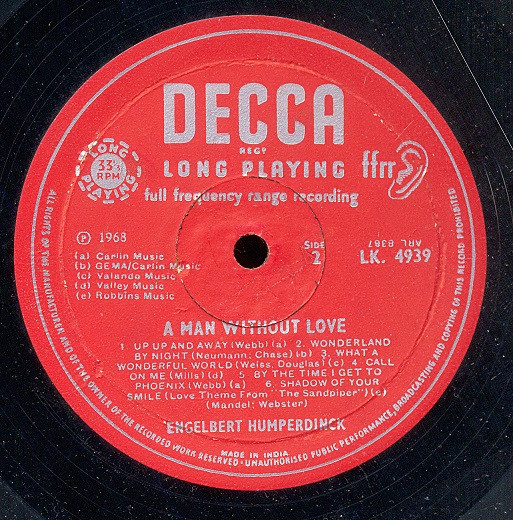 DECCA
REGD
LONG PLAYING
ffrr
LONG
33⅓
RPM
PLAYING
full frequency range recording
℗ 1968
SIDE
2
ARL 8387
LK. 4939
(a) Carlin Music
(b) GEMA/Carlin Music
(c) Valando Music
(d) Valley Music
(e) Robbins Music
A MAN WITHOUT LOVE
1 UP UP AND AWAY (Webb) (a) 2. WONDERLAND
BY NIGHT (Neumann, Chase) (b) 3. WHAT A
WONDERFUL WORLD (Weiss, Douglas) (c) 4 CALL
ON ME (Mills) (d) 5 BY THE TIME I GET TO
PHOENIX (Webb) (a) 6. SHADOW OF YOUR
SMILE (Love Theme From "The Sandpiper") (e)
(Mandel: Webster)
ENGELBERT HUMPERDINCK
MADE IN INDIA
ALL RIGHTS OF THE MANUFACTURER AND OF THE OWNER OF THE RECORDED WORK RESERVED - UNAUTHORISED PUBLIC PERFORMANCE, BROADCASTING AND COPYING OF THIS RECORD PROHIBITED